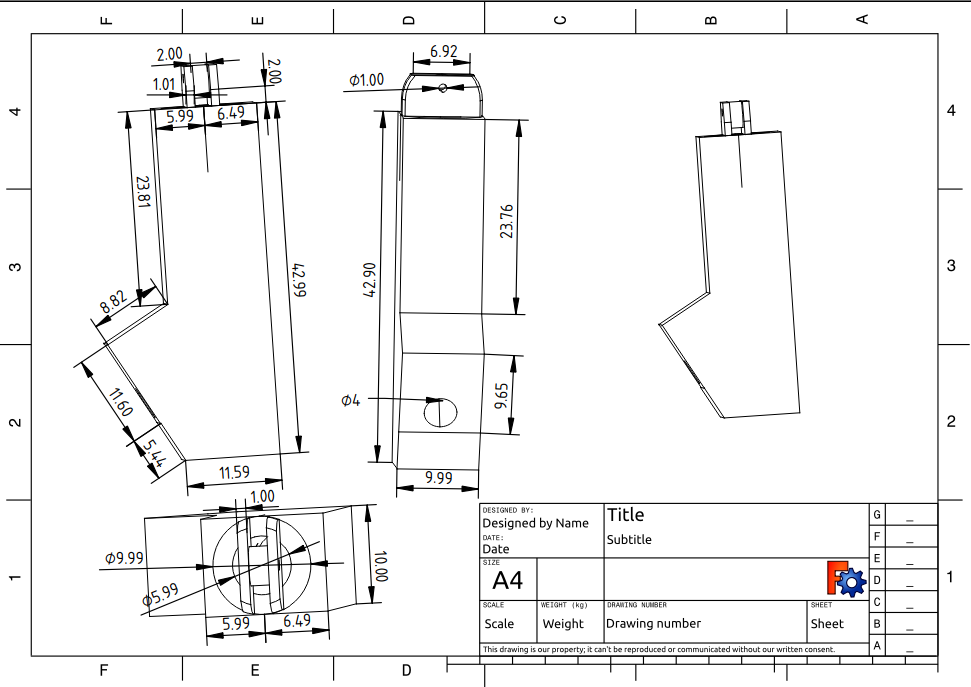 F E D C B A
4 4
3 3
2 2
1 1
2.00
2.00
1.01
5.99 6.49
23.81
8.82
42.99
11.60
5.44
11.59
6.92
Ø1.00
23.76
42.90
Ø4
9.65
9.99
1.00
Ø9.99
Ø5.99
10.00
5.99 6.49
DESIGNED BY:
Designed by Name
DATE:
Date
Title
Subtitle
SIZE
A4
SCALE WEIGHT (kg) DRAWING NUMBER SHEET
Scale Weight Drawing number Sheet
This drawing is our property; it can't be reproduced or communicated without our written consent.
G _
F _
E _
D _
C _
B _
A _
F E D